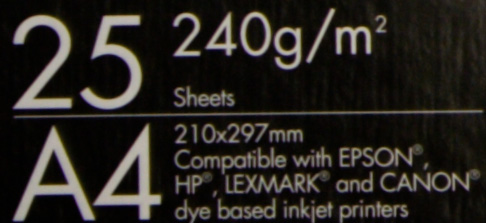 25 240g/m²
Sheets
A4 210x297mm
Compatible with EPSON®,
HP®, LEXMARK® and CANON®
dye based inkjet printers